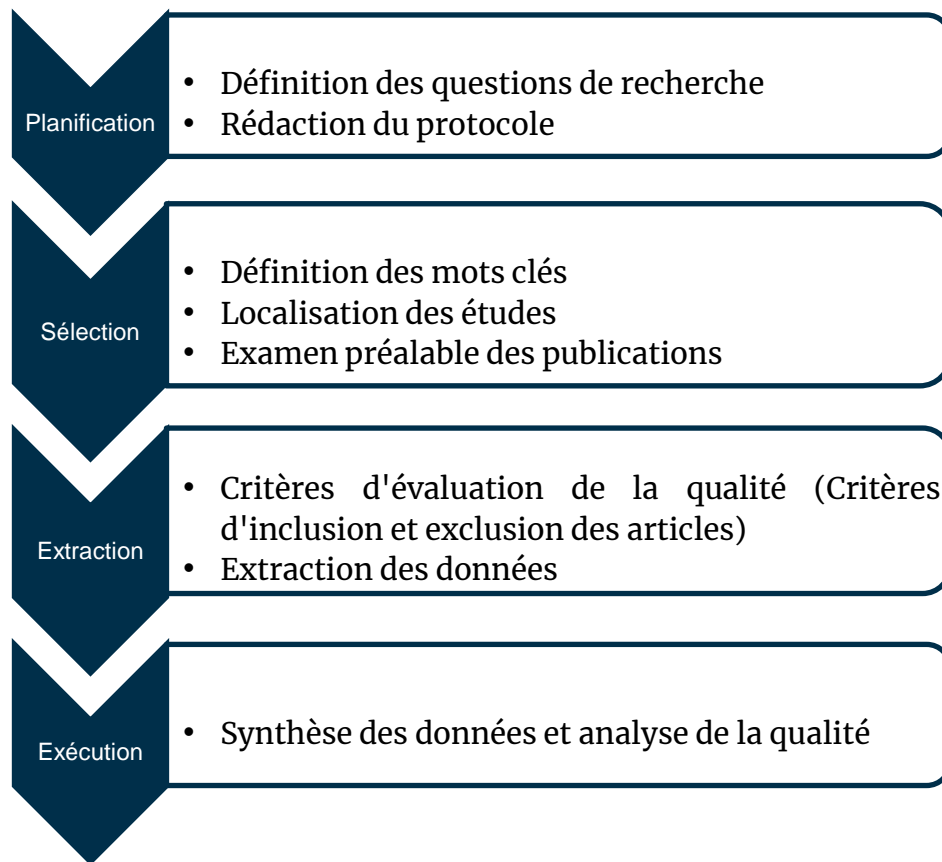 Planification
• Définition des questions de recherche
• Rédaction du protocole
Sélection
• Définition des mots clés
• Localisation des études
• Examen préalable des publications
Extraction
• Critères d'évaluation de la qualité (Critères
d'inclusion et exclusion des articles)
• Extraction des données
Exécution
• Synthèse des données et analyse de la qualité